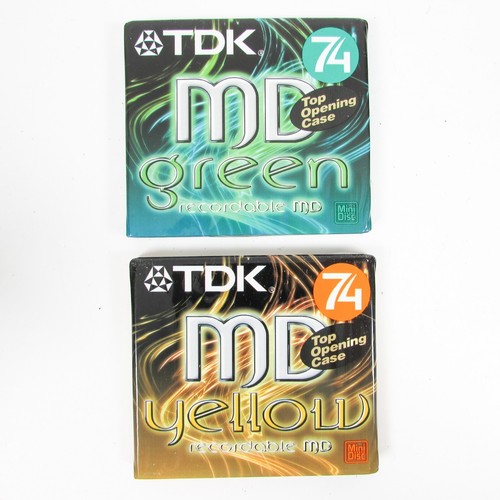 TDK
74
MD
Top
Opening
Case
green
recordable MD
Mini
Disc
TDK
74
MD
Top
Opening
Case
yellow
recordable MD
Mini
Disc